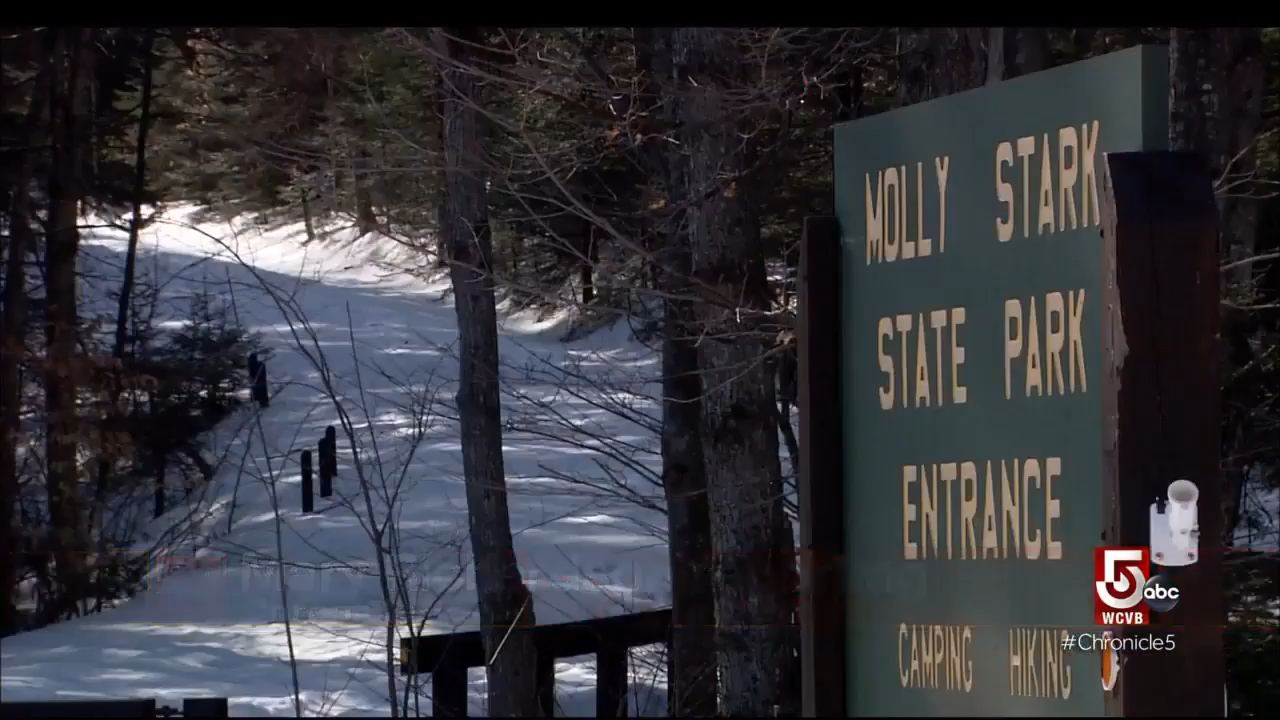 MOLLY STARK
STATE PARK
ENTRANCE
CAMPING HIKING
5 abc
WCVB
#Chronicle5